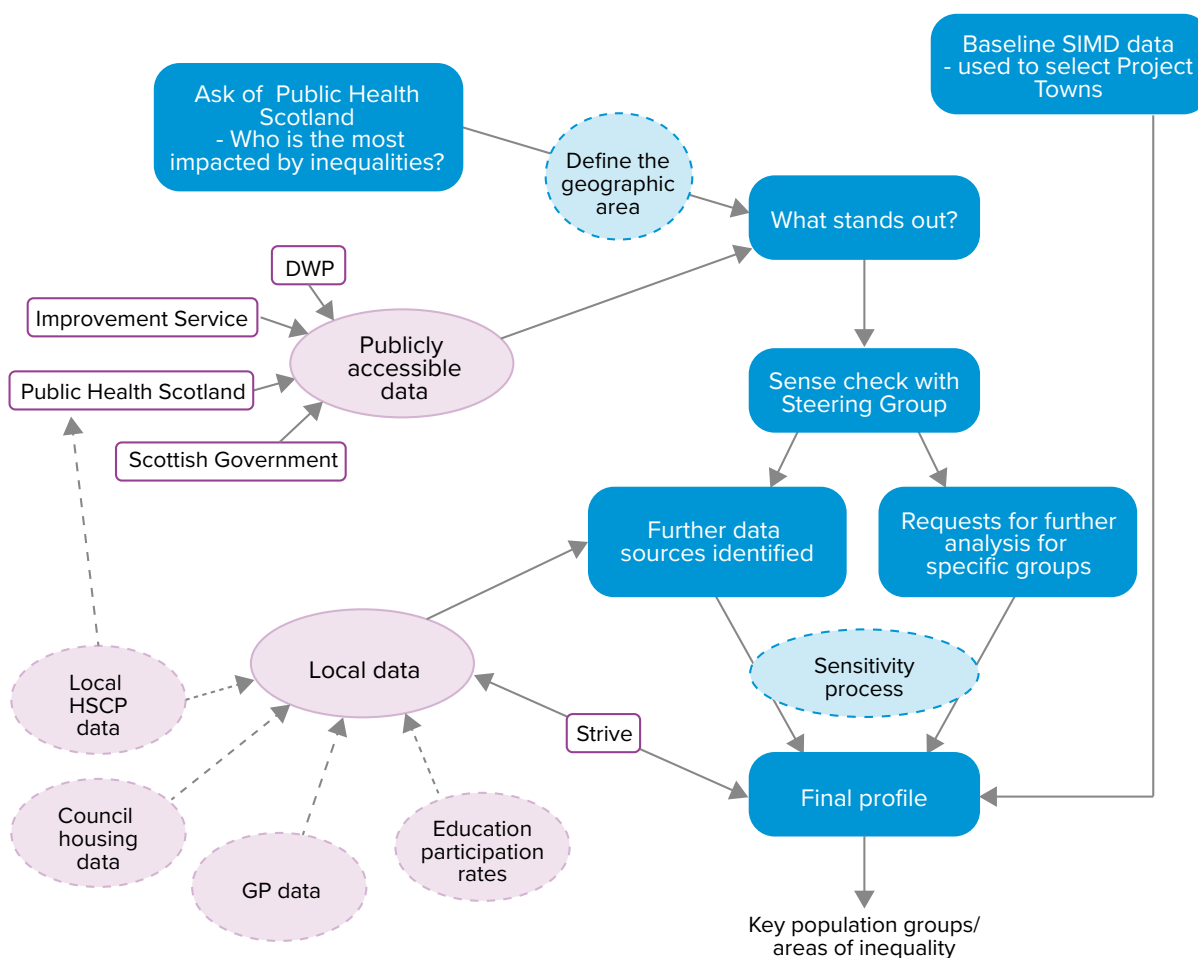 Baseline SIMD data
- used to select Project
Towns
Ask of Public Health
Scotland
- Who is the most
impacted by inequalities?
Define the
geographic
area
What stands out?
DWP
Improvement Service
Publicly
accessible
data
Public Health Scotland
Scottish Government
Sense check with
Steering Group
Further data
sources identified
Requests for further
analysis for
specific groups
Local
HSCP
data
Local data
Sensitivity
process
Strive
Council
housing
data
GP data
Education
participation
rates
Final profile
Key population groups/
areas of inequality